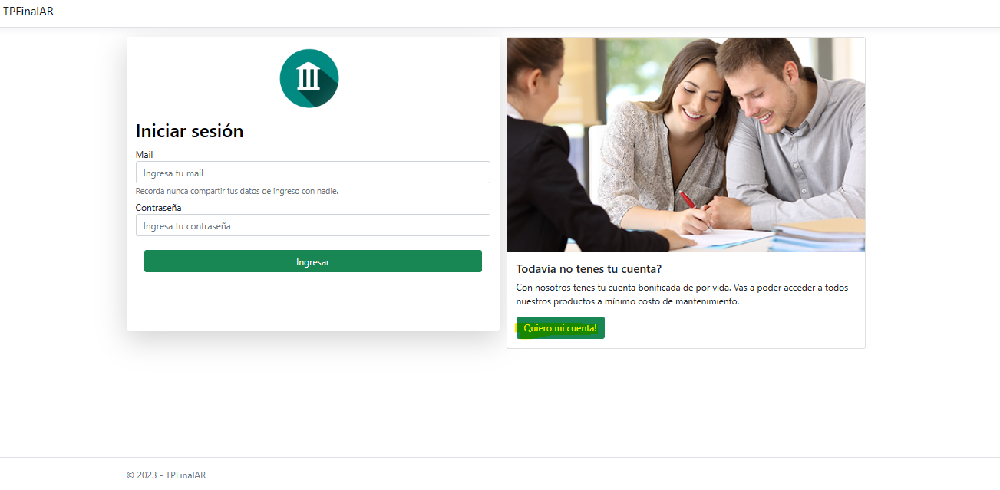 TPFinalAR
Iniciar sesión
Mail
Ingresa tu mail
Recorda nunca compartir tus datos de ingreso con nadie.
Contraseña
Ingresa tu contraseña
Ingresar
Todavía no tenes tu cuenta?
Con nosotros tenes tu cuenta bonificada de por vida. Vas a poder acceder a todos
nuestros productos a mínimo costo de mantenimiento.
Quiero mi cuenta!
© 2023 - TPFinalAR